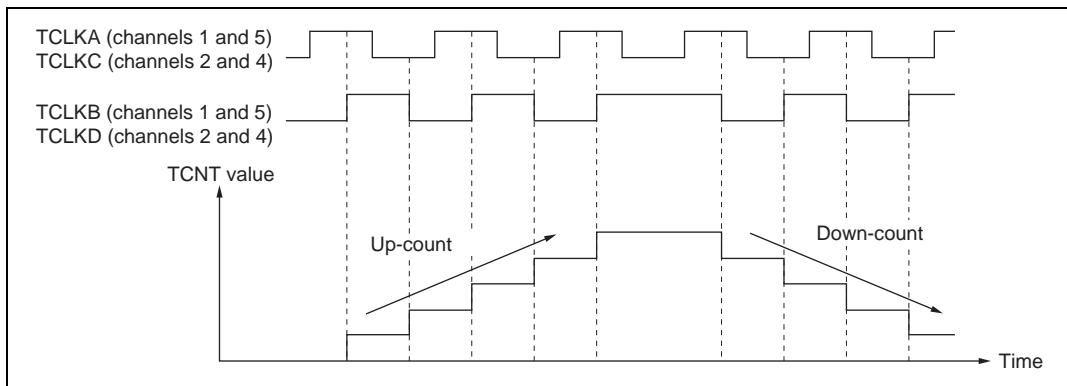 TCLKA (channels 1 and 5)
TCLKC (channels 2 and 4)
TCLKB (channels 1 and 5)
TCLKD (channels 2 and 4)
TCNT value
Up-count
Down-count
Time